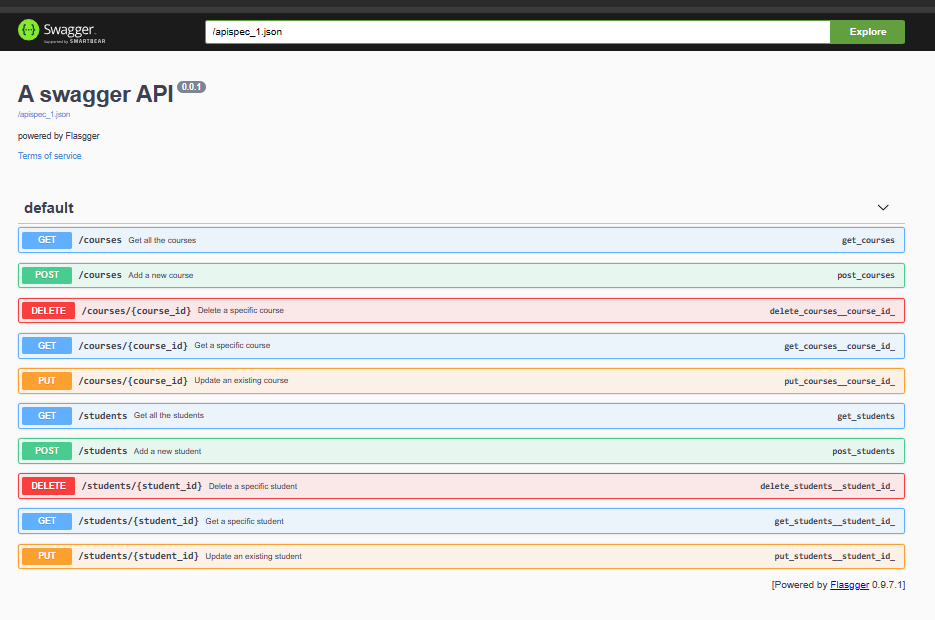 Swagger.
Supported by SMARTBEAR
/apispec_1.json
Explore
A swagger API 0.0.1
/apispec_1.json
powered by Flasgger
Terms of service
default
GET /courses Get all the courses get_courses
POST /courses Add a new course post_courses
DELETE /courses/{course_id} Delete a specific course delete_courses__course_id_
GET /courses/{course_id} Get a specific course get_courses__course_id_
PUT /courses/{course_id} Update an existing course put_courses__course_id_
GET /students Get all the students get_students
POST /students Add a new student post_students
DELETE /students/{student_id} Delete a specific student delete_students__student_id_
GET /students/{student_id} Get a specific student get_students__student_id_
PUT /students/{student_id} Update an existing student put_students__student_id_
[Powered by Flasgger 0.9.7.1]